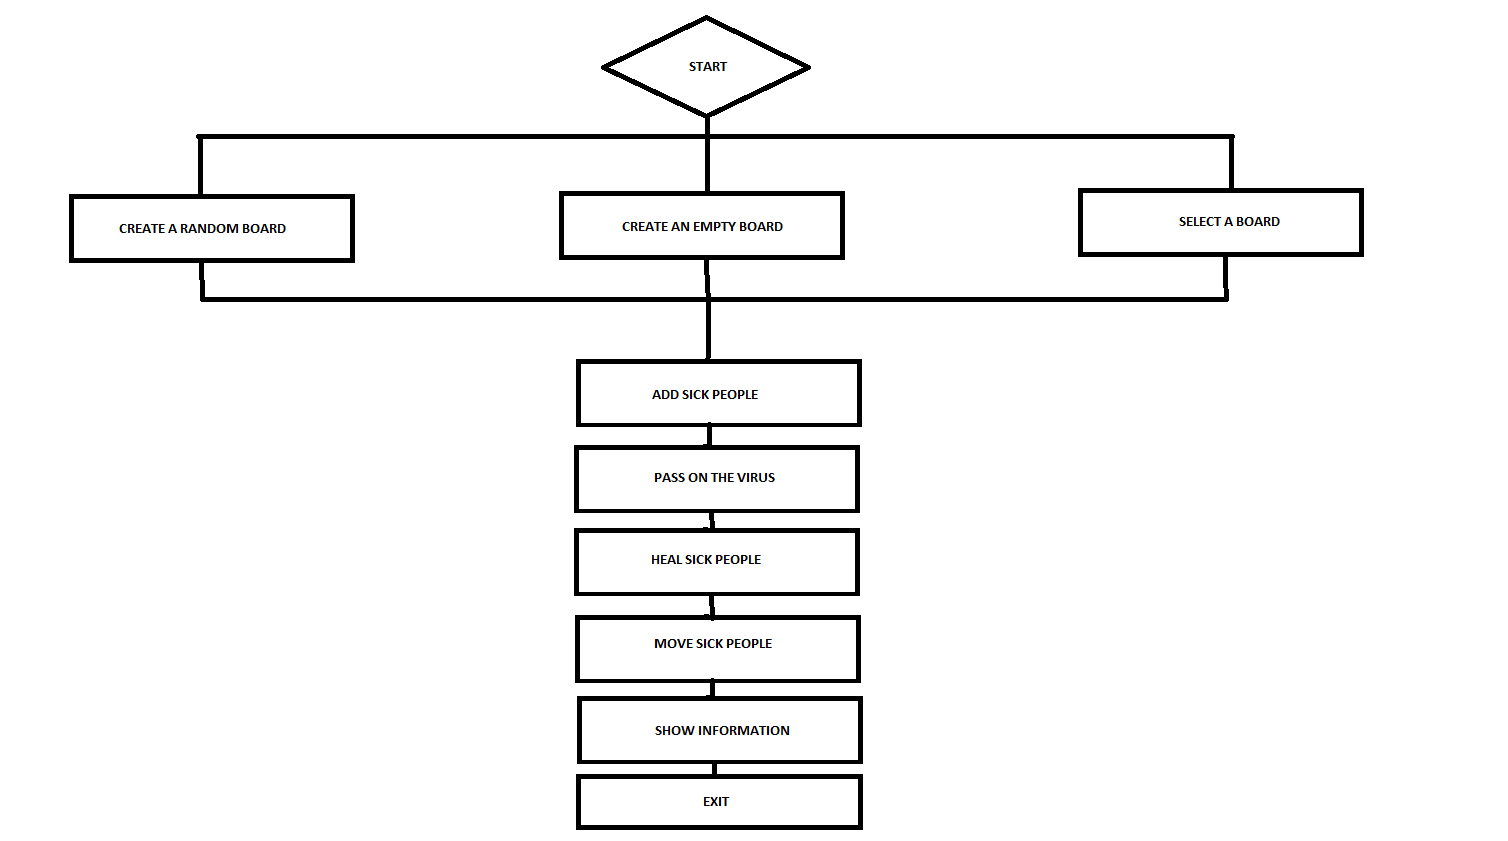 START
CREATE A RANDOM BOARD
CREATE AN EMPTY BOARD
SELECT A BOARD
ADD SICK PEOPLE
PASS ON THE VIRUS
HEAL SICK PEOPLE
MOVE SICK PEOPLE
SHOW INFORMATION
EXIT